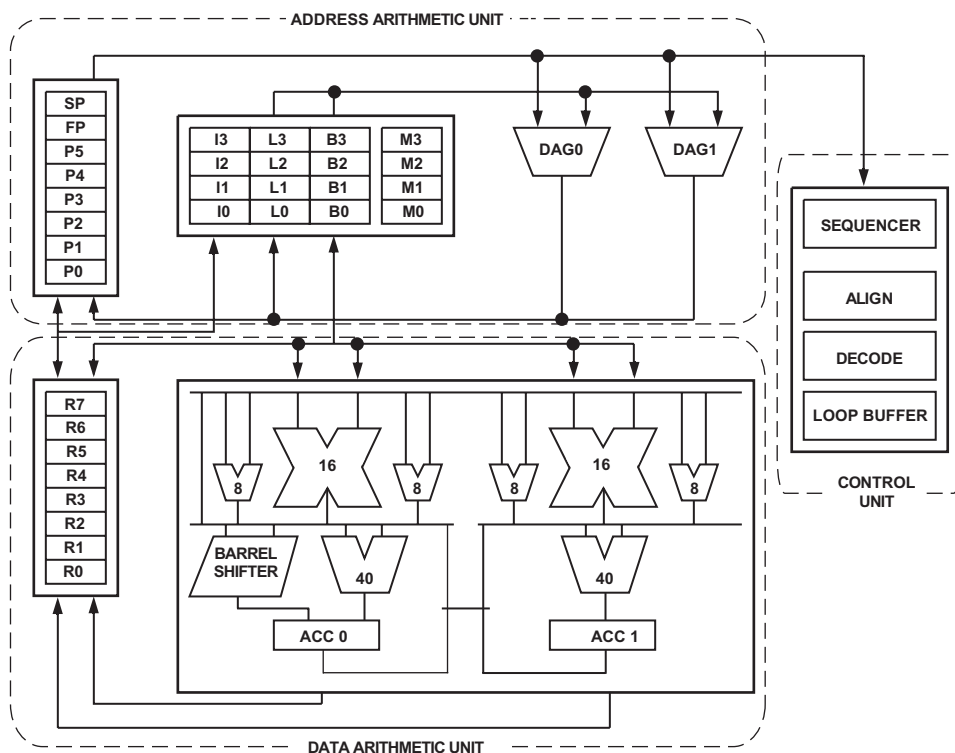 ADDRESS ARITHMETIC UNIT
SP
FP
P5
P4
P3
P2
P1
P0
I3 L3 B3 M3
I2 L2 B2 M2
I1 L1 B1 M1
I0 L0 B0 M0
DAG0
DAG1
SEQUENCER
ALIGN
DECODE
LOOP BUFFER
CONTROL
UNIT
R7
R6
R5
R4
R3
R2
R1
R0
8
16
8
8
16
8
BARREL
SHIFTER
40
40
ACC 0
ACC 1
DATA ARITHMETIC UNIT